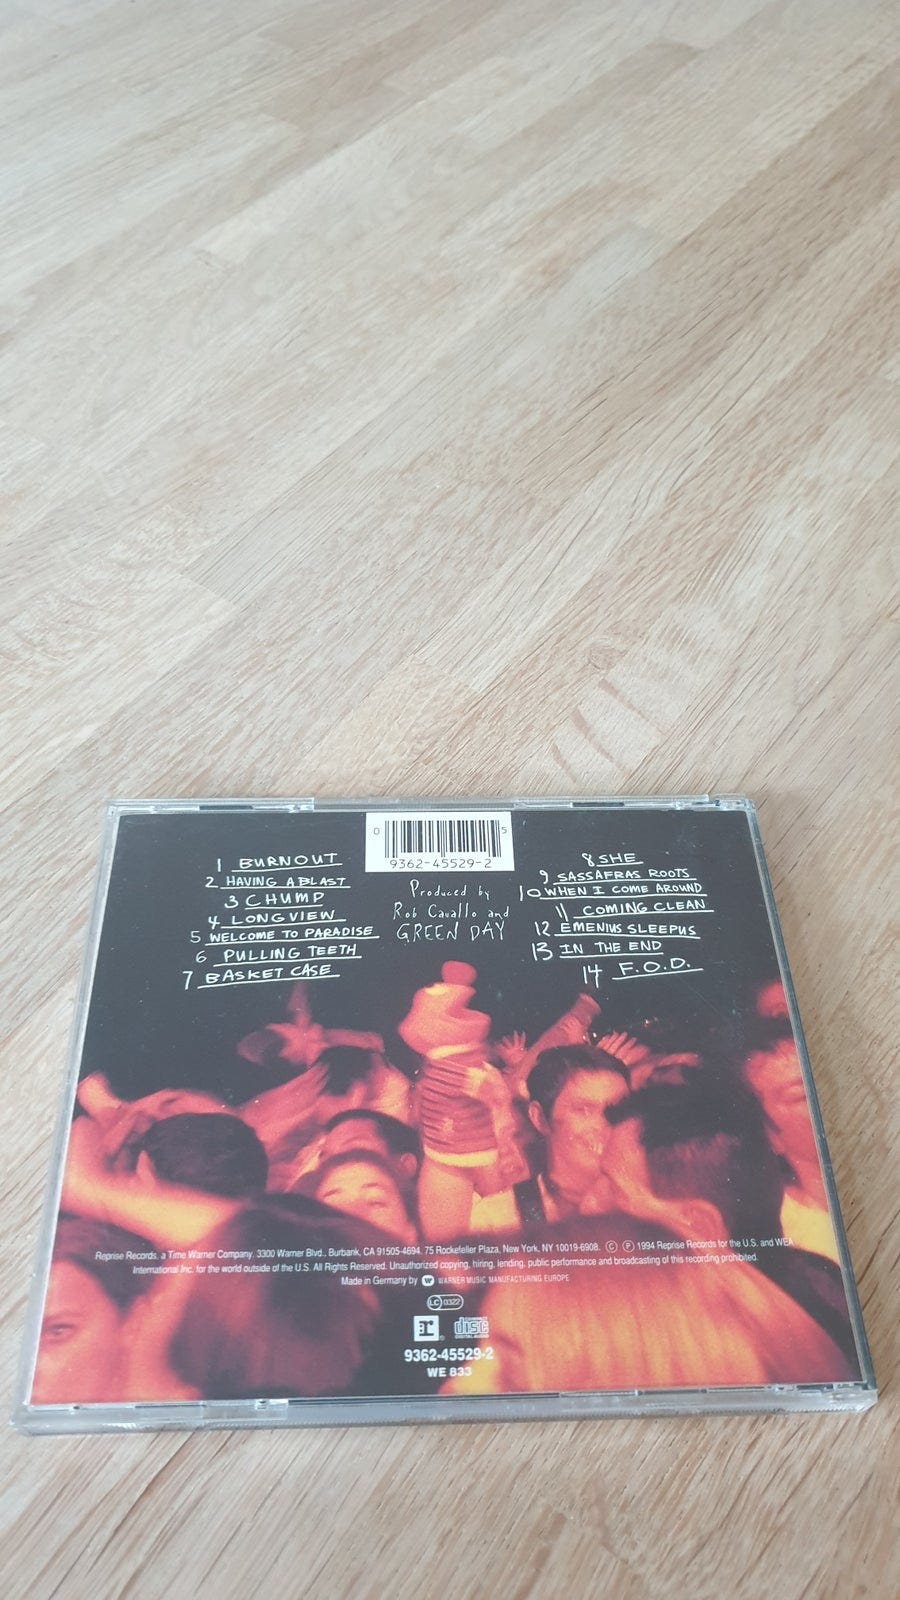 0 5
9362-45529-2
1 BURNOUT
2 HAVING A BLAST
3 CHUMP
4 LONGVIEW
5 WELCOME TO PARADISE
6 PULLING TEETH
7 BASKET CASE
Produced by
Rob Cavallo and
GREEN DAY
8 SHE
9 SASSAFRAS ROOTS
10 WHEN I COME AROUND
11 COMING CLEAN
12 EMENIUS SLEEPUS
13 IN THE END
14 F.O.D.
Reprise Records, a Time Warner Company, 3300 Warner Blvd., Burbank, CA 91505-4694. 75 Rockefeller Plaza, New York, NY 10019-6908. Ⓒ Ⓟ 1994 Reprise Records for the U.S. and WEA
International Inc. for the world outside of the U.S. All Rights Reserved. Unauthorized copying, hiring, lending, public performance and broadcasting of this recording prohibited.
Made in Germany by WARNER MUSIC MANUFACTURING EUROPE
LC 0322
r ® COMPACT disc DIGITAL AUDIO
9362-45529-2
WE 833